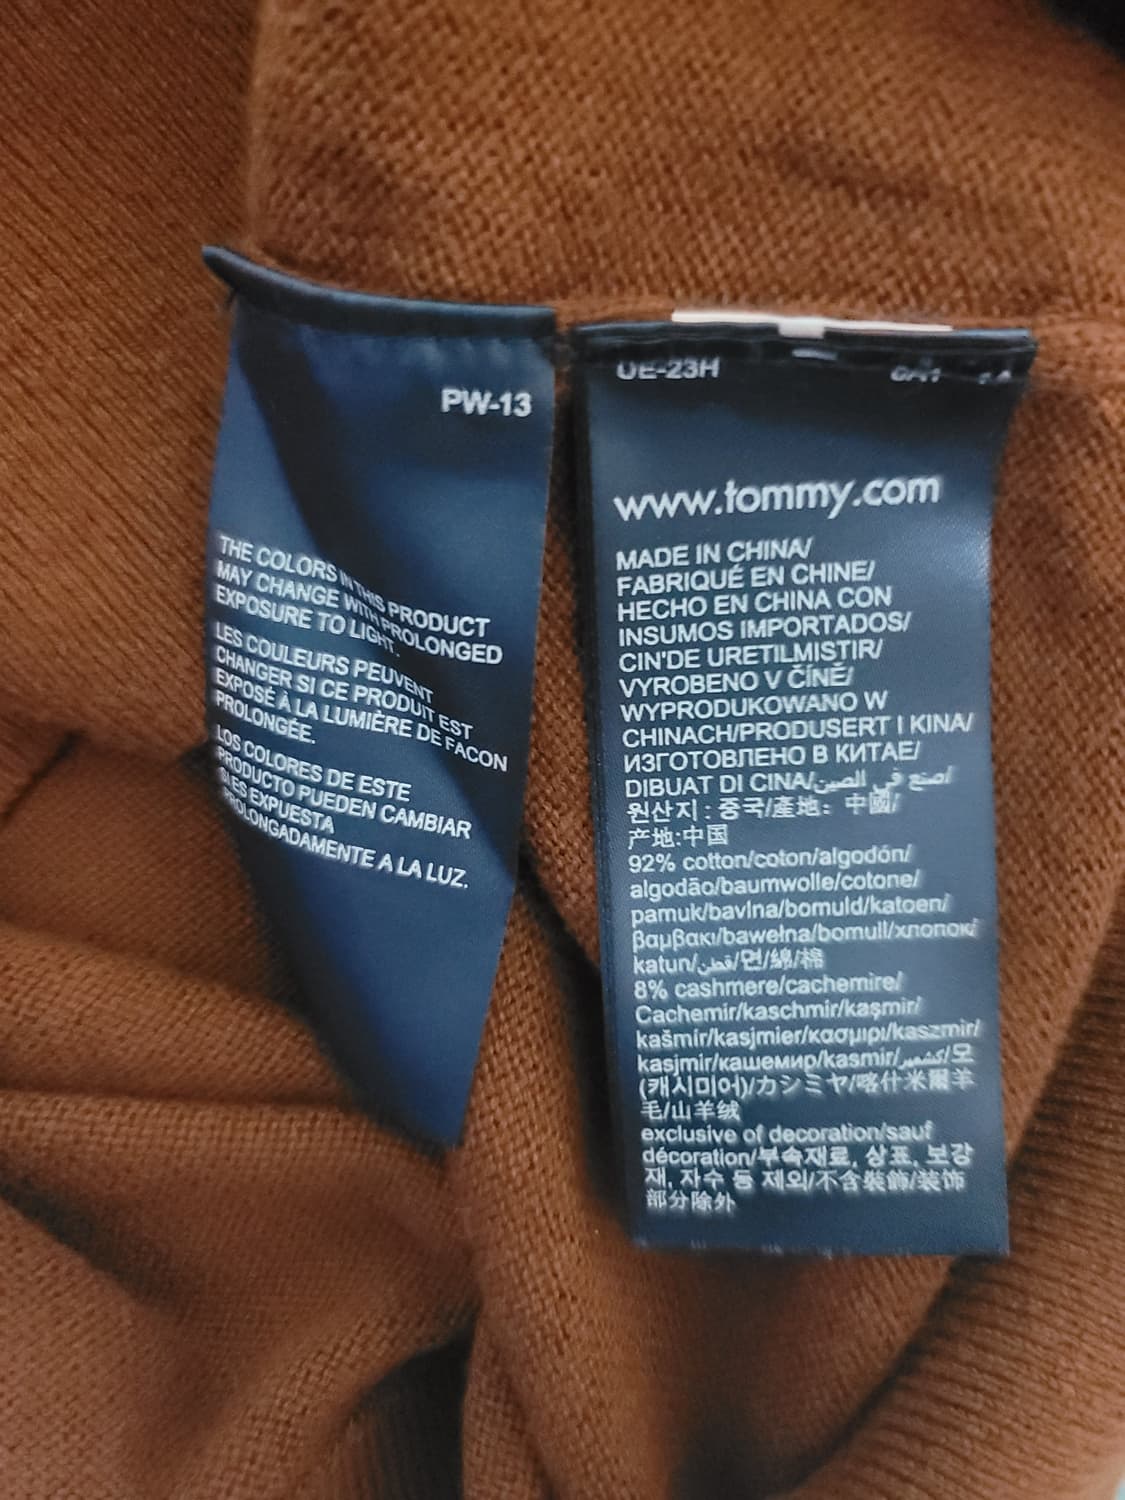 PW-13
THE COLORS IN THIS PRODUCT
MAY CHANGE WITH PROLONGED
EXPOSURE TO LIGHT.
LES COULEURS PEUVENT
CHANGER SI CE PRODUIT EST
EXPOSÉ À LA LUMIÈRE DE FACON
PROLONGÉE.
LOS COLORES DE ESTE
PRODUCTO PUEDEN CAMBIAR
SI ES EXPUESTA
PROLONGADAMENTE A LA LUZ.
UE-23H
www.tommy.com
MADE IN CHINA/
FABRIQUÉ EN CHINE/
HECHO EN CHINA CON
INSUMOS IMPORTADOS/
CIN'DE URETILMISTIR/
VYROBENO V ČÍNĚ/
WYPRODUKOWANO W
CHINACH/PRODUSERT I KINA/
ИЗГОТОВЛЕНО В КИТАЕ/
DIBUAT DI CINA/صنع في الصين/
원산지 : 중국/產地: 中國/
产地:中国
92% cotton/coton/algodón/
algodão/baumwolle/cotone/
pamuk/bavlna/bomuld/katoen/
βαμβακι/bawełna/bomull/хлопок/
katun/قطن/면/綿/棉
8% cashmere/cachemire/
Cachemir/kaschmir/kaşmir/
kašmír/kasjmier/κασμιρι/kaszmir/
kasjmir/кашемир/kasmir/كشمير/모
(캐시미어)/カシミヤ/喀什米爾羊
毛/山羊绒
exclusive of decoration/sauf
décoration/부속재료, 상표, 보강
재, 자수 등 제외/不含裝飾/装饰
部分除外